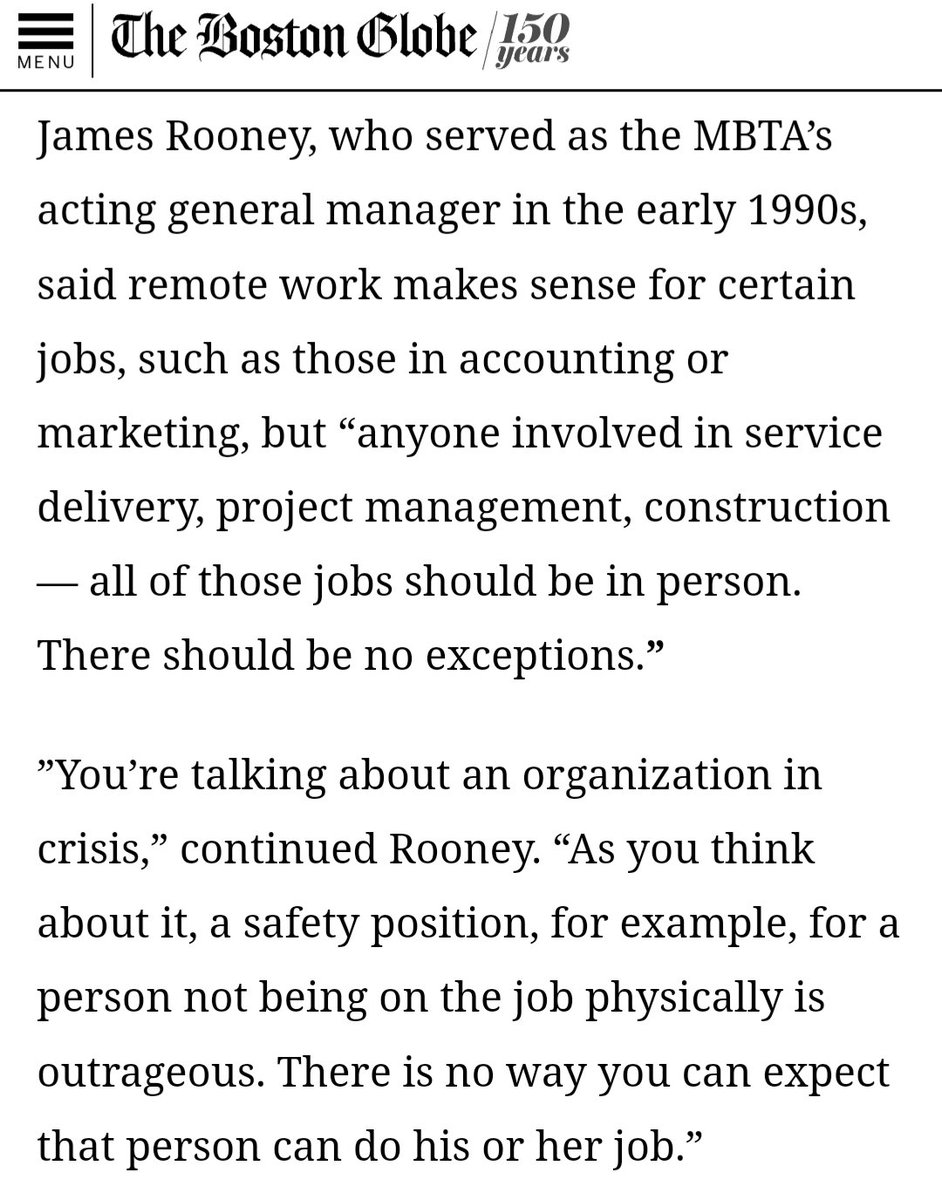 The Boston Globe 150
MENU years
James Rooney, who served as the MBTA’s
acting general manager in the early 1990s,
said remote work makes sense for certain
jobs, such as those in accounting or
marketing, but “anyone involved in service
delivery, project management, construction
— all of those jobs should be in person.
There should be no exceptions.”
”You’re talking about an organization in
crisis,” continued Rooney. “As you think
about it, a safety position, for example, for a
person not being on the job physically is
outrageous. There is no way you can expect
that person can do his or her job.”